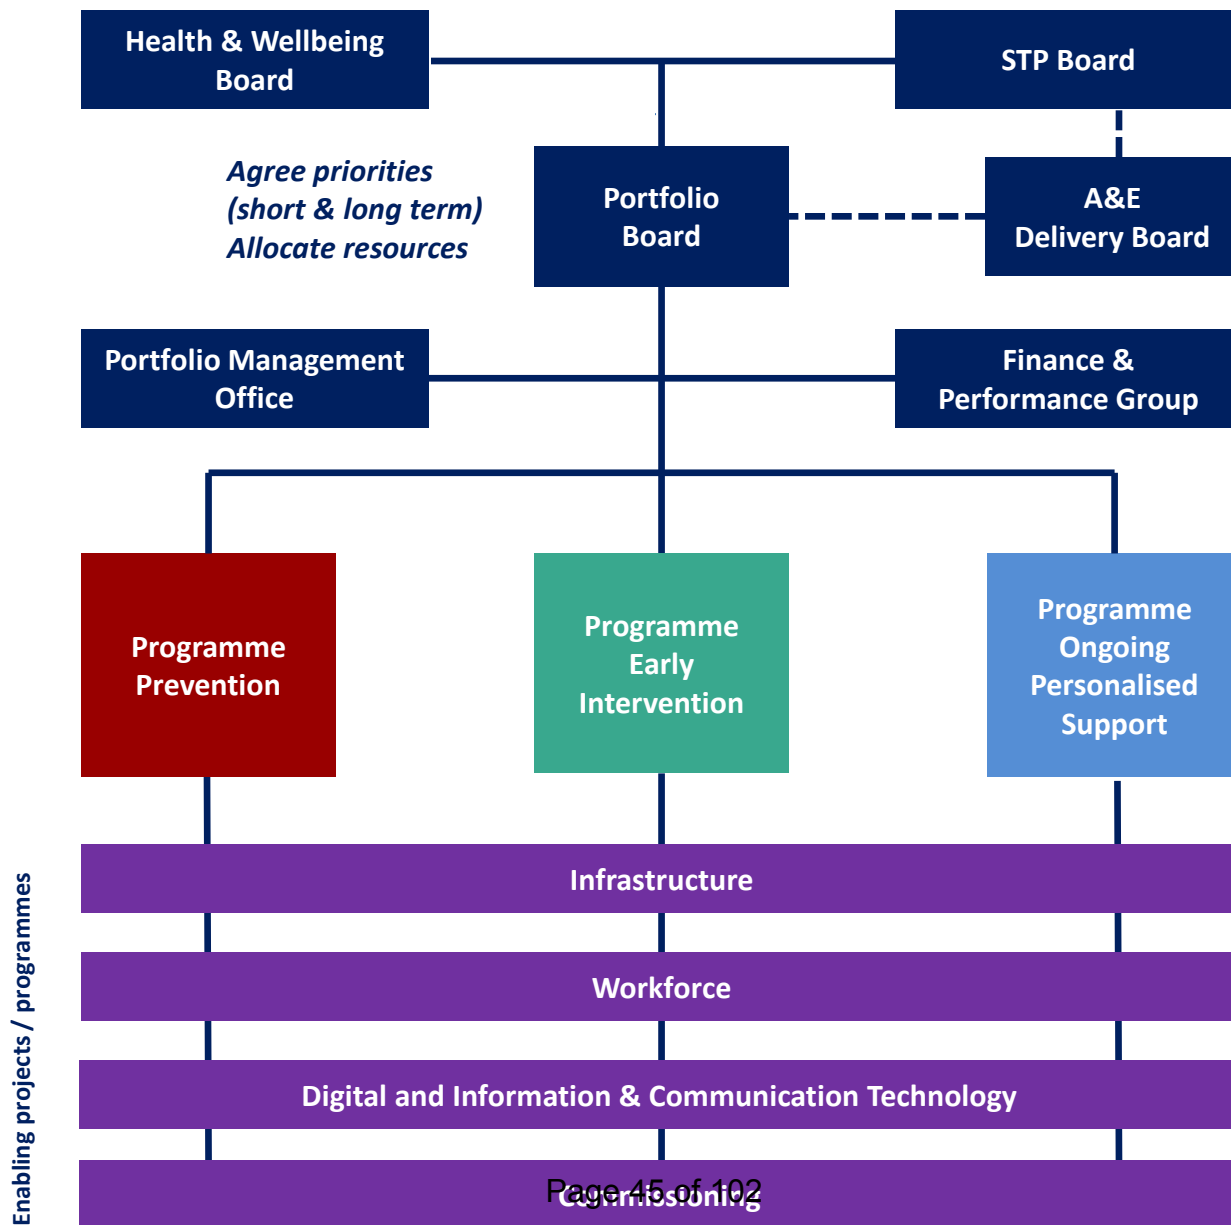 Health & Wellbeing
Board
STP Board
Agree priorities
(short & long term)
Allocate resources
Portfolio
Board
A&E
Delivery Board
Portfolio Management
Office
Finance &
Performance Group
Programme
Prevention
Programme
Early
Intervention
Programme
Ongoing
Personalised
Support
Enabling projects / programmes
Infrastructure
Workforce
Digital and Information & Communication Technology
Commissioning
Page 45 of 102